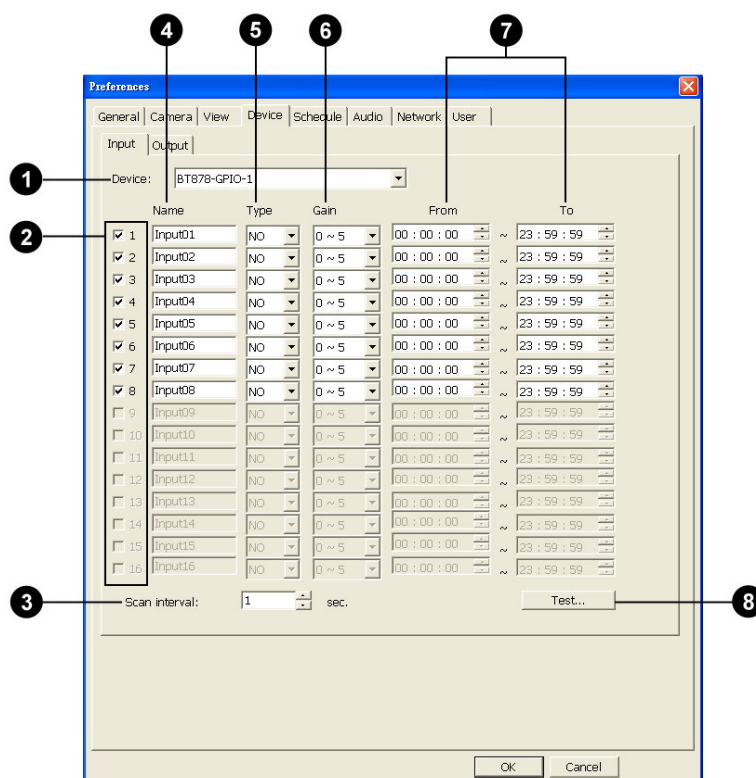 4 5 6 7
Preferences
General Camera View Device Schedule Audio Network User
Input Output
1 Device: BT878-GPIO-1
Name Type Gain From To
2 1 Input01 NO 0 ~ 5 00 : 00 : 00 ~ 23 : 59 : 59
2 Input02 NO 0 ~ 5 00 : 00 : 00 ~ 23 : 59 : 59
3 Input03 NO 0 ~ 5 00 : 00 : 00 ~ 23 : 59 : 59
4 Input04 NO 0 ~ 5 00 : 00 : 00 ~ 23 : 59 : 59
5 Input05 NO 0 ~ 5 00 : 00 : 00 ~ 23 : 59 : 59
6 Input06 NO 0 ~ 5 00 : 00 : 00 ~ 23 : 59 : 59
7 Input07 NO 0 ~ 5 00 : 00 : 00 ~ 23 : 59 : 59
8 Input08 NO 0 ~ 5 00 : 00 : 00 ~ 23 : 59 : 59
9 Input09 NO 0 ~ 5 00 : 00 : 00 ~ 23 : 59 : 59
10 Input10 NO 0 ~ 5 00 : 00 : 00 ~ 23 : 59 : 59
11 Input11 NO 0 ~ 5 00 : 00 : 00 ~ 23 : 59 : 59
12 Input12 NO 0 ~ 5 00 : 00 : 00 ~ 23 : 59 : 59
13 Input13 NO 0 ~ 5 00 : 00 : 00 ~ 23 : 59 : 59
14 Input14 NO 0 ~ 5 00 : 00 : 00 ~ 23 : 59 : 59
15 Input15 NO 0 ~ 5 00 : 00 : 00 ~ 23 : 59 : 59
16 Input16 NO 0 ~ 5 00 : 00 : 00 ~ 23 : 59 : 59
3 Scan interval: 1 sec. Test... 8
OK Cancel